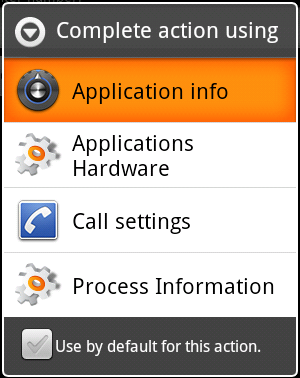 Complete action using
Application info
Applications
Hardware
Call settings
Process Information
Use by default for this action.